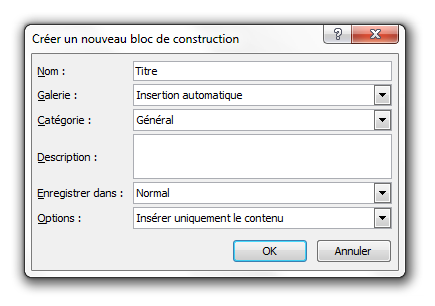 Créer un nouveau bloc de construction
Nom : Titre
Galerie : Insertion automatique
Catégorie : Général
Description :
Enregistrer dans : Normal
Options : Insérer uniquement le contenu
OK Annuler